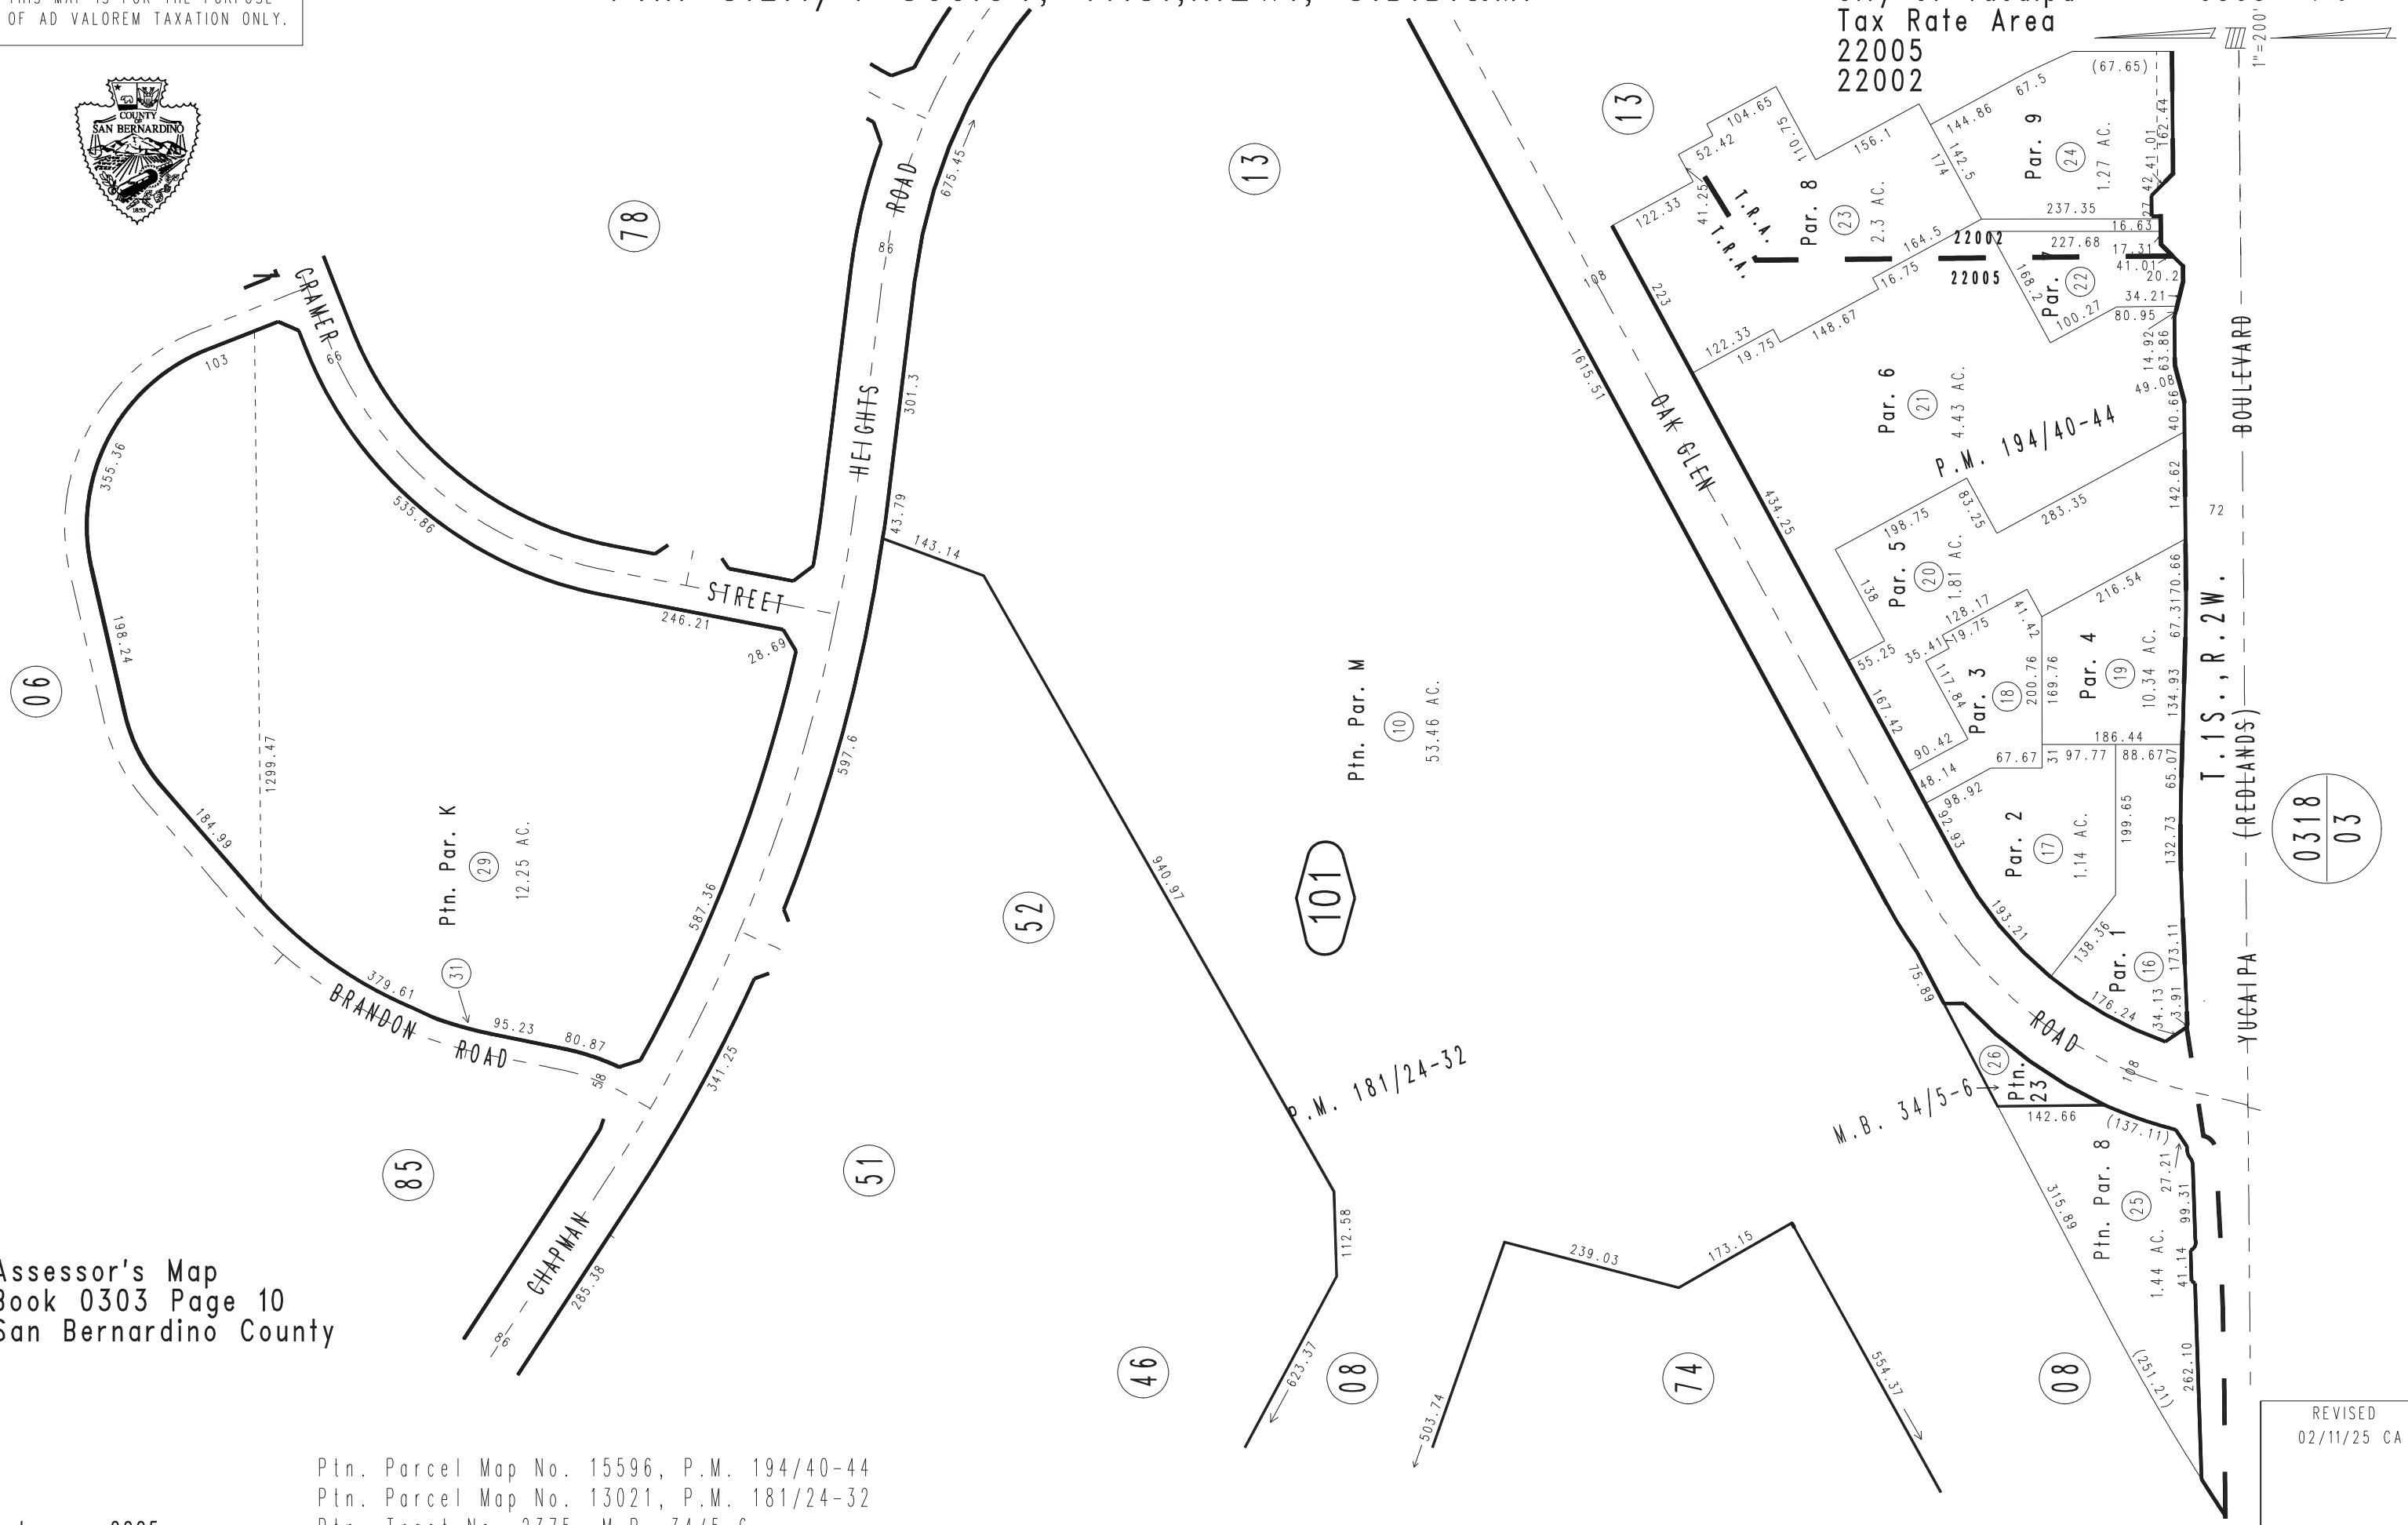 OF AD VALOREM TAXATION ONLY.
COUNTY
OF
SAN BERNARDINO
1853
Tax Rate Area
22005
22002
1"=200'
CRAMER
STREET
66
CHAPMAN
HEIGHTS
ROAD
86
86
BRANDON
ROAD
58
OAK GLEN
ROAD
108
108
YUCAIPA
(REDLANDS)
BOULEVARD
72
T.1S.,R.2W.
0318
03
78
13
13
06
85
51
52
46
08
74
08
101
103
355.36
198.24
184.99
1299.47
379.61
95.23
80.87
535.86
246.21
28.69
587.36
Ptn. Par. K
29
12.25 AC.
31
675.45
301.3
43.79
143.14
597.6
341.25
285.38
940.97
112.58
623.37
503.74
239.03
173.15
554.37
1615.51
75.89
Ptn. Par. M
10
53.46 AC.
P.M. 181/24-32
M.B. 34/5-6
P.M. 194/40-44
Par. 9
24
1.27 AC.
(67.65)
67.5
144.86
142.5
174
162.44
41.01
27.42
237.35
16.63
Par. 8
23
2.3 AC.
104.65
110.75
52.42
156.1
41.25
122.33
164.5
16.75
148.67
19.75
122.33
223
T.R.A.
T.R.A.
22002
22005
22
227.68
17.31
41.01
20.2
168.2
34.21
100.27
80.95
14.92
63.86
49.08
40.66
Par. 6
21
4.43 AC.
434.25
142.62
283.35
83.25
198.75
Par. 5
20
1.81 AC.
138
55.25
128.17
19.75
35.41
41.42
216.54
117.84
Par. 3
18
200.76
169.76
Par. 4
19
10.34 AC.
67.31
70.66
134.93
167.42
90.42
48.14
67.67
31
97.77
186.44
88.67
65.07
98.92
92.93
Par. 2
17
1.14 AC.
199.65
132.73
193.21
138.36
Par. 1
16
173.11
176.24
34.13
3.91
26
Ptn.
23
142.66
(137.11)
27.21
Ptn. Par. 8
25
1.44 AC.
99.31
41.14
315.89
(251.21)
262.10
Assessor's Map
Book 0303 Page 10
San Bernardino County
Ptn. Parcel Map No. 15596, P.M. 194/40-44
Ptn. Parcel Map No. 13021, P.M. 181/24-32
REVISED
02/11/25 CA